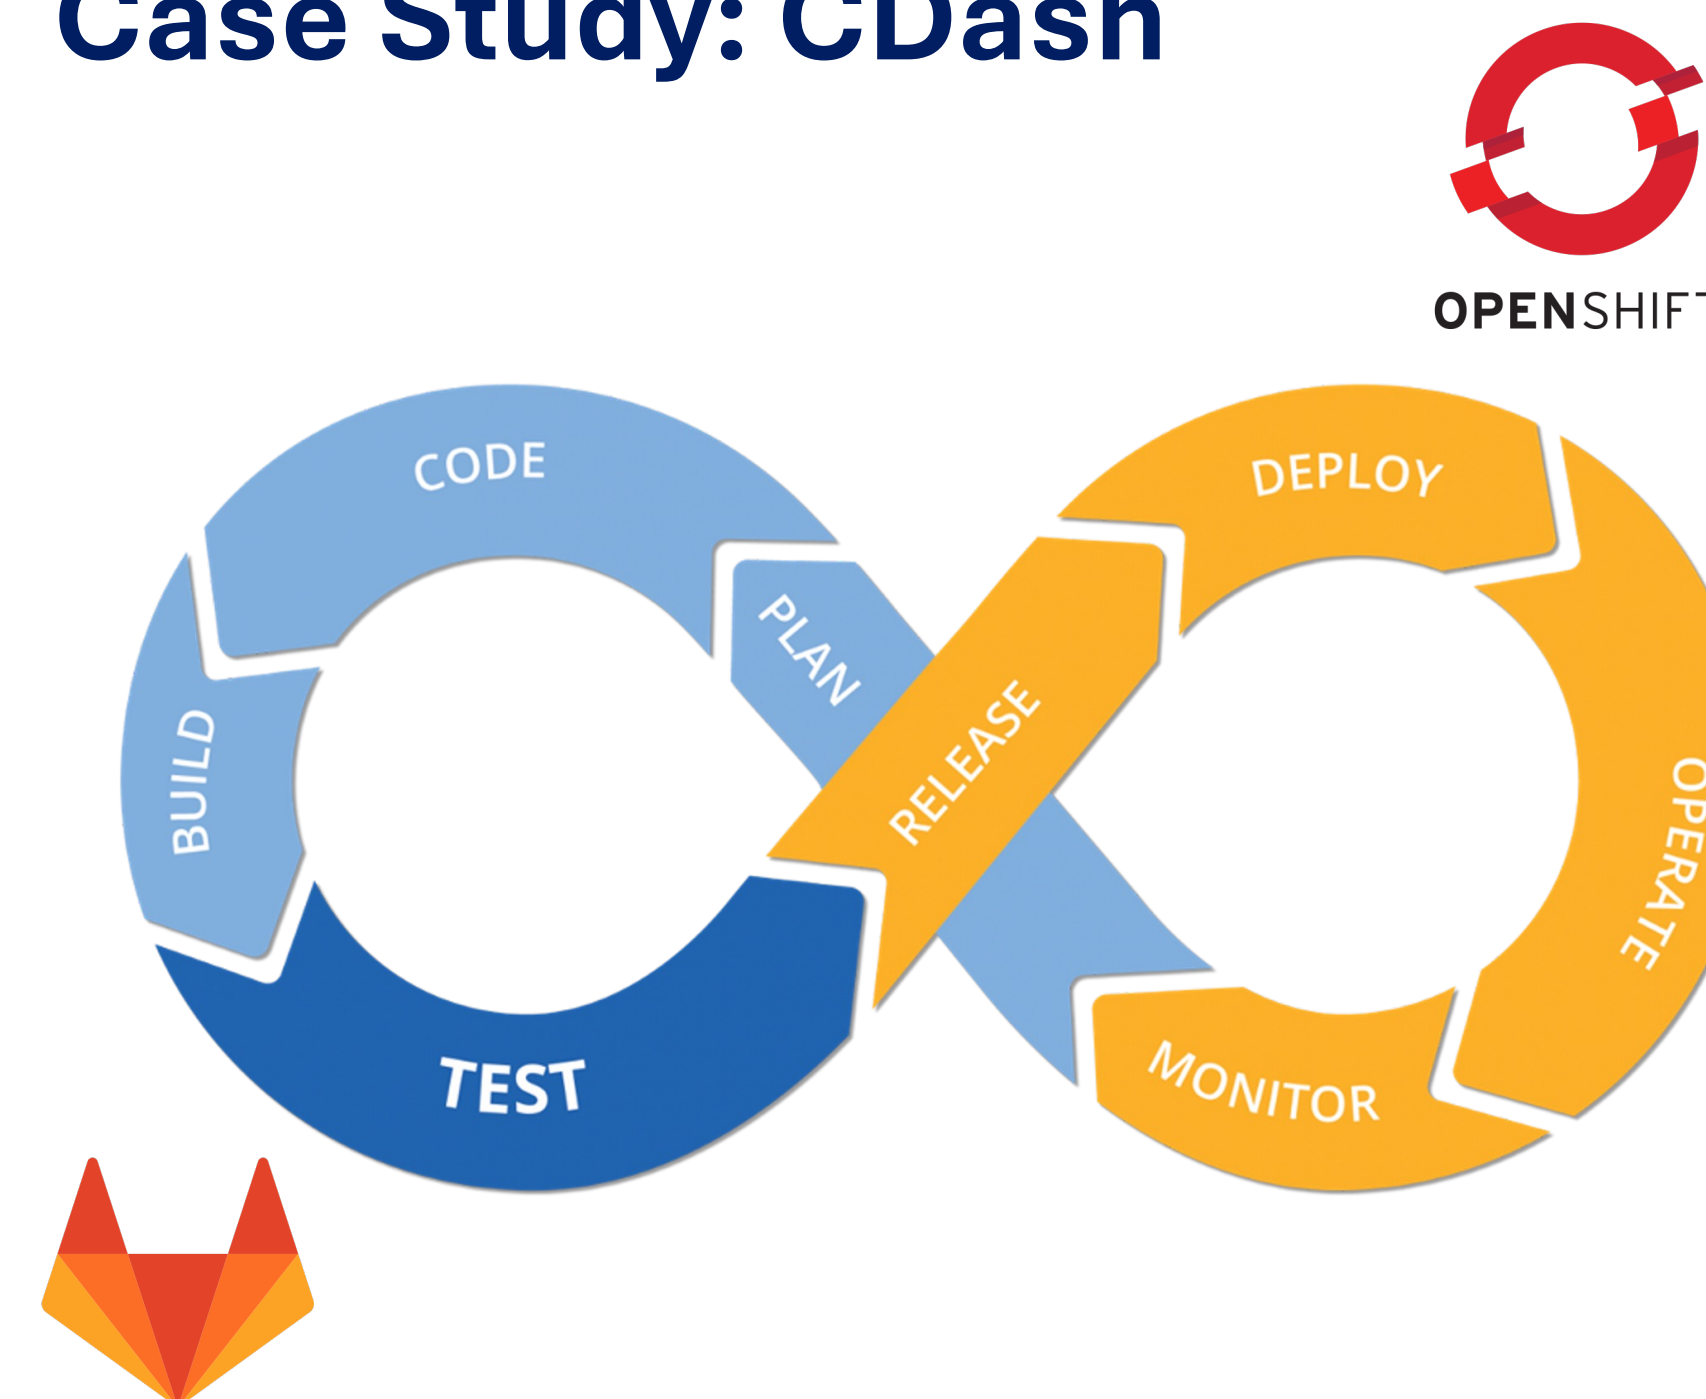 Case Study: CDash
OPENSHIFT
CODE
DEPLOY
PLAN
RELEASE
BUILD
OPERATE
TEST
MONITOR